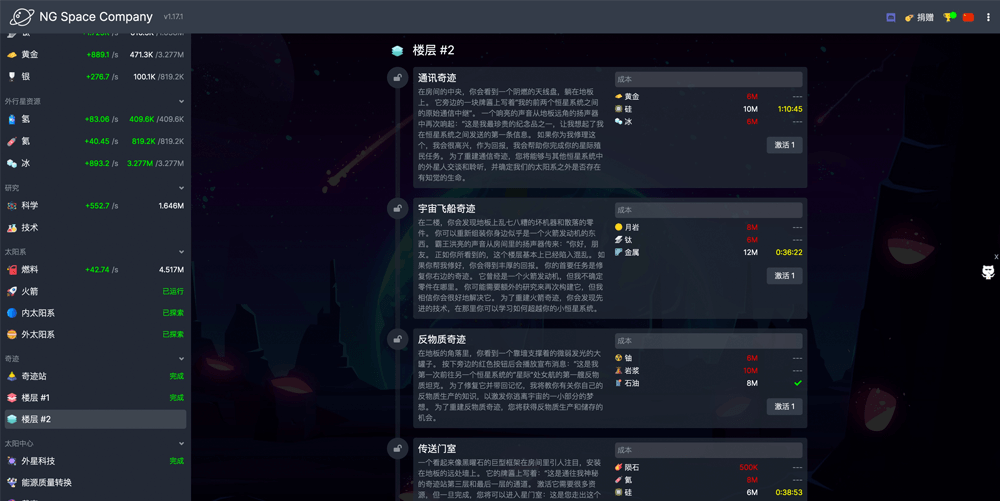 NG Space Company v1.17.1
捐赠
黄金 +889.1 /s 471.3K /3.277M
银 +276.7 /s 100.1K /819.2K
外行星资源
氢 +83.06 /s 409.6K /409.6K
氦 +40.45 /s 819.2K /819.2K
冰 +893.2 /s 3.277M /3.277M
研究
科学 +552.7 /s 1.646M
技术
太阳系
燃料 +42.74 /s 4.517M
火箭 已运行
内太阳系 已探索
外太阳系 已探索
奇迹
奇迹站 完成
楼层 #1 完成
楼层 #2
太阳中心
外星科技 完成
能源质量转换
楼层 #2
通讯奇迹
在房间的中央，你会看到一个阴燃的天线盘，躺在地板
上。 它旁边的一块牌匾上写着"我的前两个恒星系统之间
的原始通信中继"。 一个响亮的声音从地板远角的扬声器
中再次响起："这是我最珍贵的纪念品之一，让我想起了我
在恒星系统之间发送的第一条信息。 如果你为我修理这
个，我会很高兴，作为回报，我会帮助你完成你的星际殖
民任务。 为了重建通信奇迹，您将能够与其他恒星系统中
的外星人交谈和聆听，并确定我们的太阳系之外是否存在
有知觉的生命。
成本
黄金 6M ---
硅 10M 1:10:45
冰 6M ---
激活 1
宇宙飞船奇迹
在二楼，你会发现地板上乱七八糟的坏机器和散落的零
件。 你可以重新组装你身边似乎是一个火箭发动机的东
西。 霸王洪亮的声音从房间里的扬声器传来："你好，朋
友。 正如你所看到的，这个楼层基本上已经陷入混乱。 如
果你帮我修好，你会得到丰厚的回报。 你的首要任务是修
复你右边的奇迹。 它曾经是一个火箭发动机，但我不确定
零件在哪里。 你可能需要额外的研究来再次构建它，但我
相信你会很好地解决它。 为了重建火箭奇迹，你会发现先
进的技术，在那里你可以学习如何超越你的小恒星系统。
成本
月岩 8M ---
钛 8M ---
金属 12M 0:36:22
激活 1
反物质奇迹
在地板的角落里，你看到一个靠墙支撑着的微弱发光的大
罐子。 按下旁边的红色按钮后会播放宣布消息："这是我
第一次前往另一个恒星系统的"星际"处女航的第一艘反物
质坦克。 为了修复它并带回记忆，我将教你有关你自己的
反物质生产的知识，以激发你逃离宇宙的一小部分的梦
想。 为了重建反物质奇迹，您将获得反物质生产和储存的
机会。
成本
铀 6M ---
岩浆 10M ---
石油 8M
激活 1
传送门室
一个看起来像黑曜石的巨型框架在房间里引人注目，安装
在地板的远处墙上。 它的牌匾上写着："这是通往我神秘
的奇迹站第三层和最后一层的通道。 激活它需要很多资
源，但一旦完成，您将可以进入星门室：这是您走出这个
成本
陨石 500K ---
氦 8M ---
硅 6M 0:38:53
x